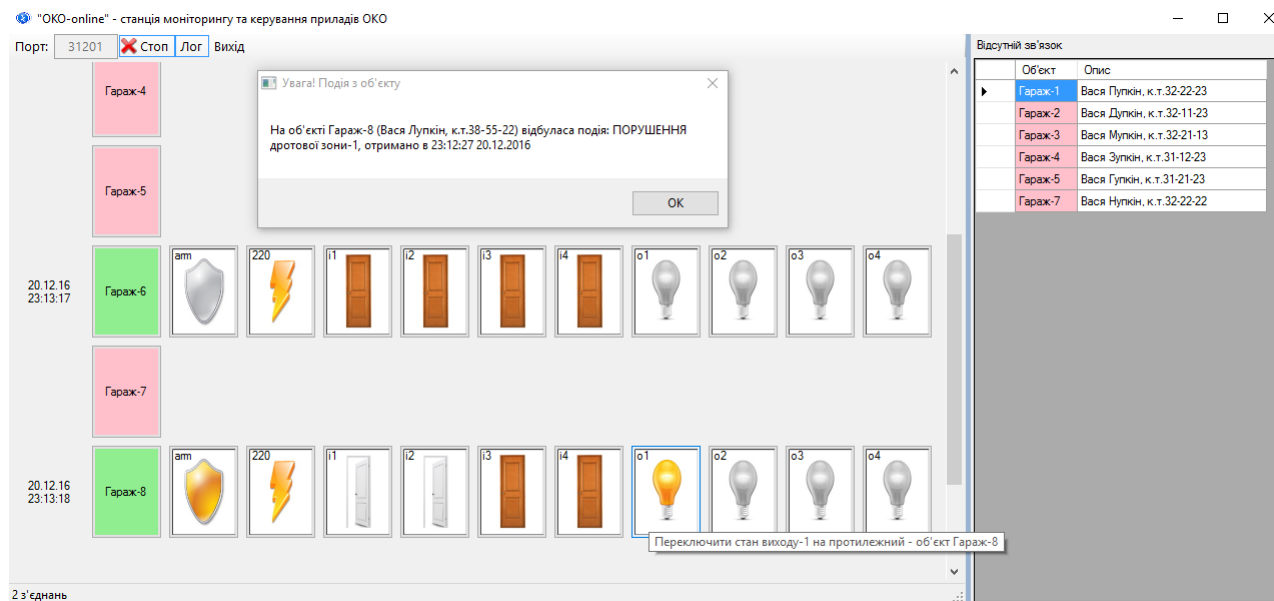 "ОКО-online" - станція моніторингу та керування приладів ОКО
Порт: 31201 Стоп Лог Вихід
Відсутній зв'язок
Об'єкт Опис
Гараж-1 Вася Пупкін, к.т.32-22-23
Гараж-2 Вася Дупкін, к.т.32-11-23
Гараж-3 Вася Мупкін, к.т.32-21-13
Гараж-4 Вася Зупкін, к.т.31-12-23
Гараж-5 Вася Гупкін, к.т.31-21-23
Гараж-7 Вася Нупкін, к.т.32-22-22
Гараж-4
Увага! Подія з об'єкту
На об'єкті Гараж-8 (Вася Лупкін, к.т.38-55-22) відбуласа подія: ПОРУШЕННЯ
дротової зони-1, отримано в 23:12:27 20.12.2016
OK
Гараж-5
20.12.16
23:13:17
Гараж-6
arm 220 i1 i2 i3 i4 o1 o2 o3 o4
Гараж-7
20.12.16
23:13:18
Гараж-8
arm 220 i1 i2 i3 i4 o1 o2 o3 o4
Переключити стан виходу-1 на протилежний - об'єкт Гараж-8
2 з'єднань